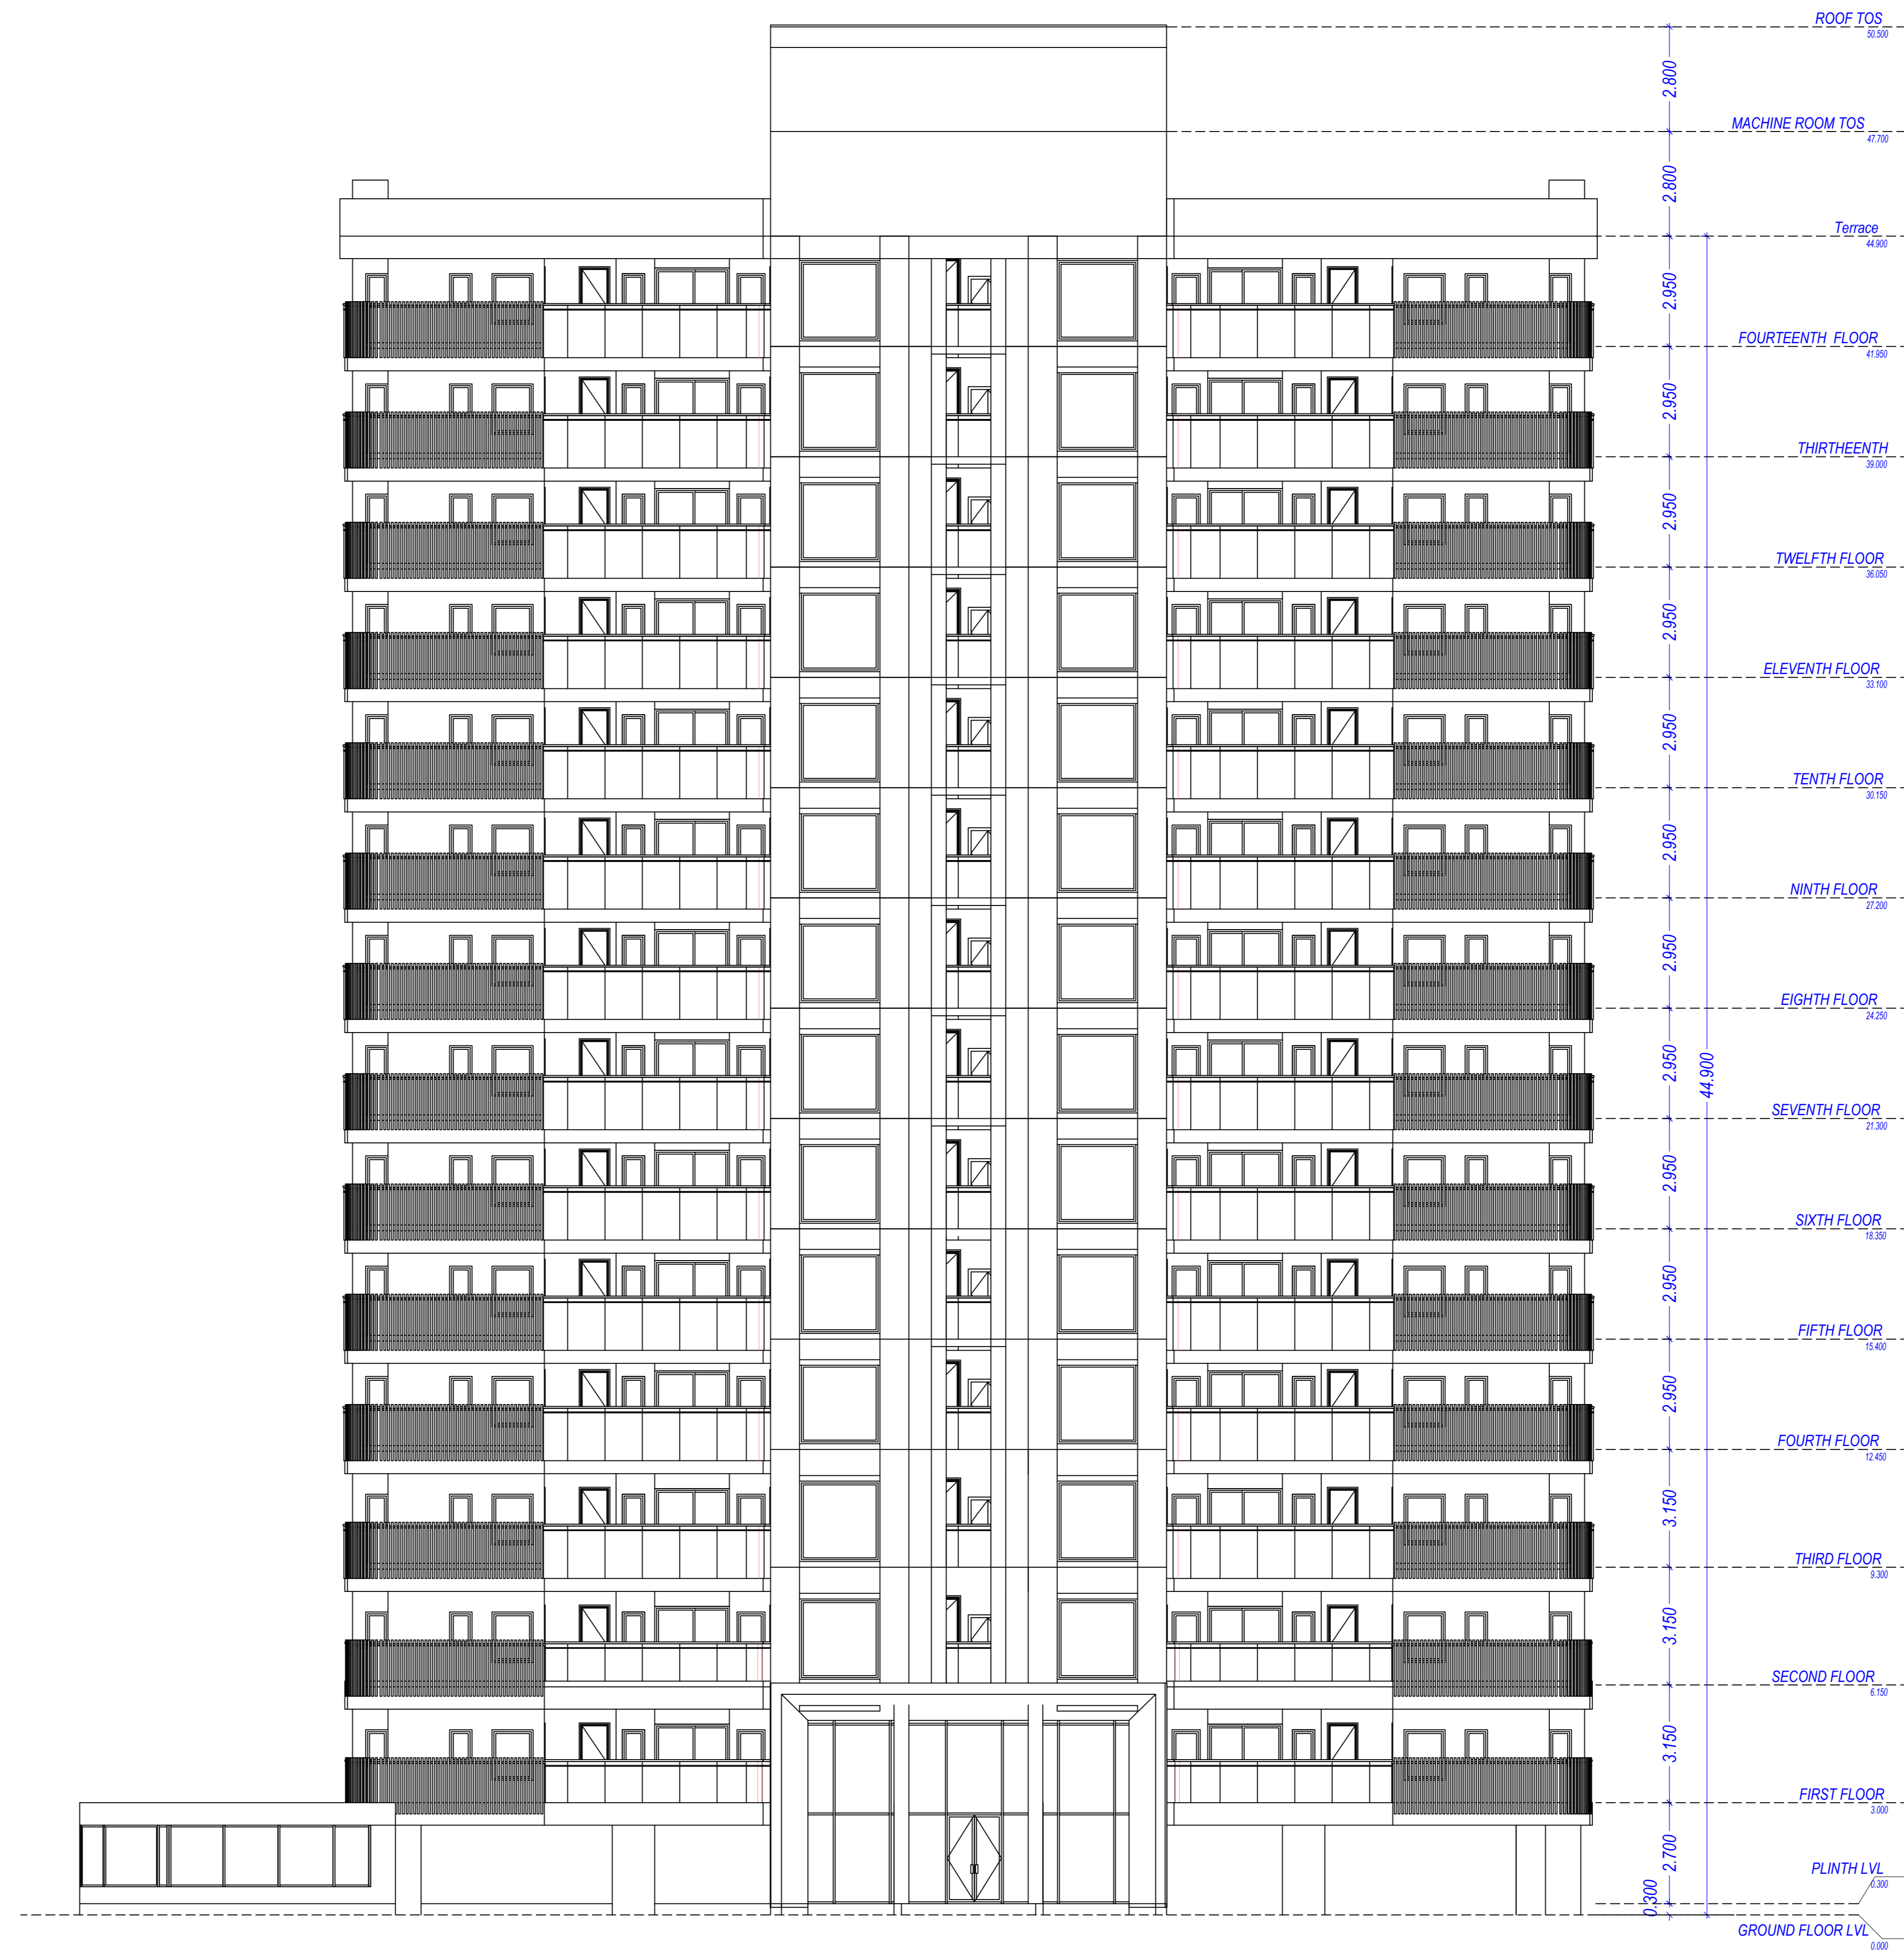 ROOF TOS
50.500
2.800
MACHINE ROOM TOS
47.700
2.800
Terrace
44.900
2.950
FOURTEENTH FLOOR
41.950
2.950
THIRTHEENTH
39.000
2.950
TWELFTH FLOOR
36.050
2.950
ELEVENTH FLOOR
33.100
2.950
TENTH FLOOR
30.150
2.950
NINTH FLOOR
27.200
2.950
EIGHTH FLOOR
24.250
2.950
44.900
SEVENTH FLOOR
21.300
2.950
SIXTH FLOOR
18.350
2.950
FIFTH FLOOR
15.400
2.950
FOURTH FLOOR
12.450
3.150
THIRD FLOOR
9.300
3.150
SECOND FLOOR
6.150
3.150
FIRST FLOOR
3.000
2.700
PLINTH LVL
0.300
0.300
GROUND FLOOR LVL
0.000